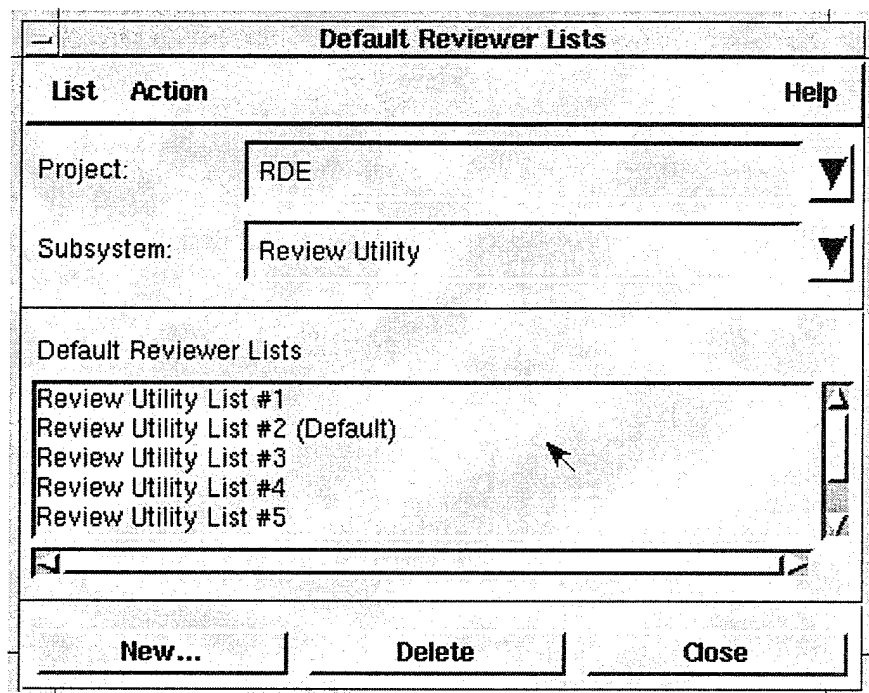 Default Reviewer Lists
List Action Help
Project: RDE
Subsystem: Review Utility
Default Reviewer Lists
Review Utility List #1
Review Utility List #2 (Default)
Review Utility List #3
Review Utility List #4
Review Utility List #5
New... Delete Close